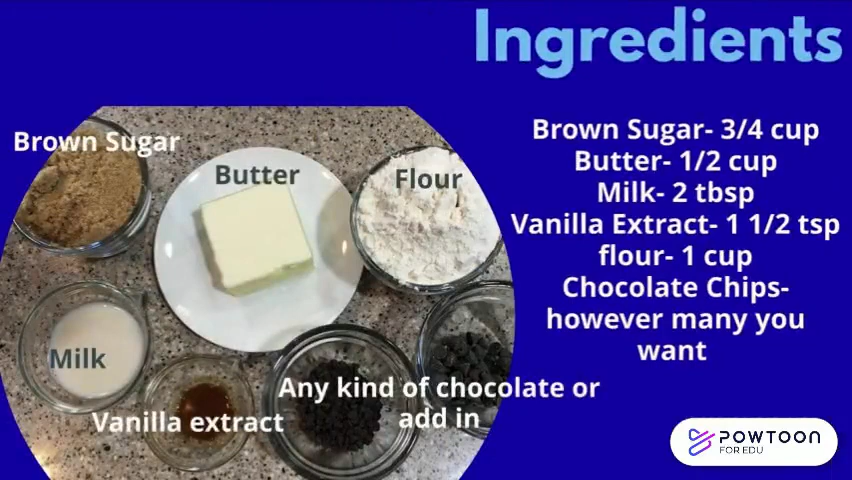 Ingredients
Brown Sugar- 3/4 cup
Butter- 1/2 cup
Milk- 2 tbsp
Vanilla Extract- 1 1/2 tsp
flour- 1 cup
Chocolate Chips-
however many you
want
Brown Sugar
Butter
Flour
Milk
Vanilla extract
Any kind of chocolate or
add in
POWTOON
FOR EDU